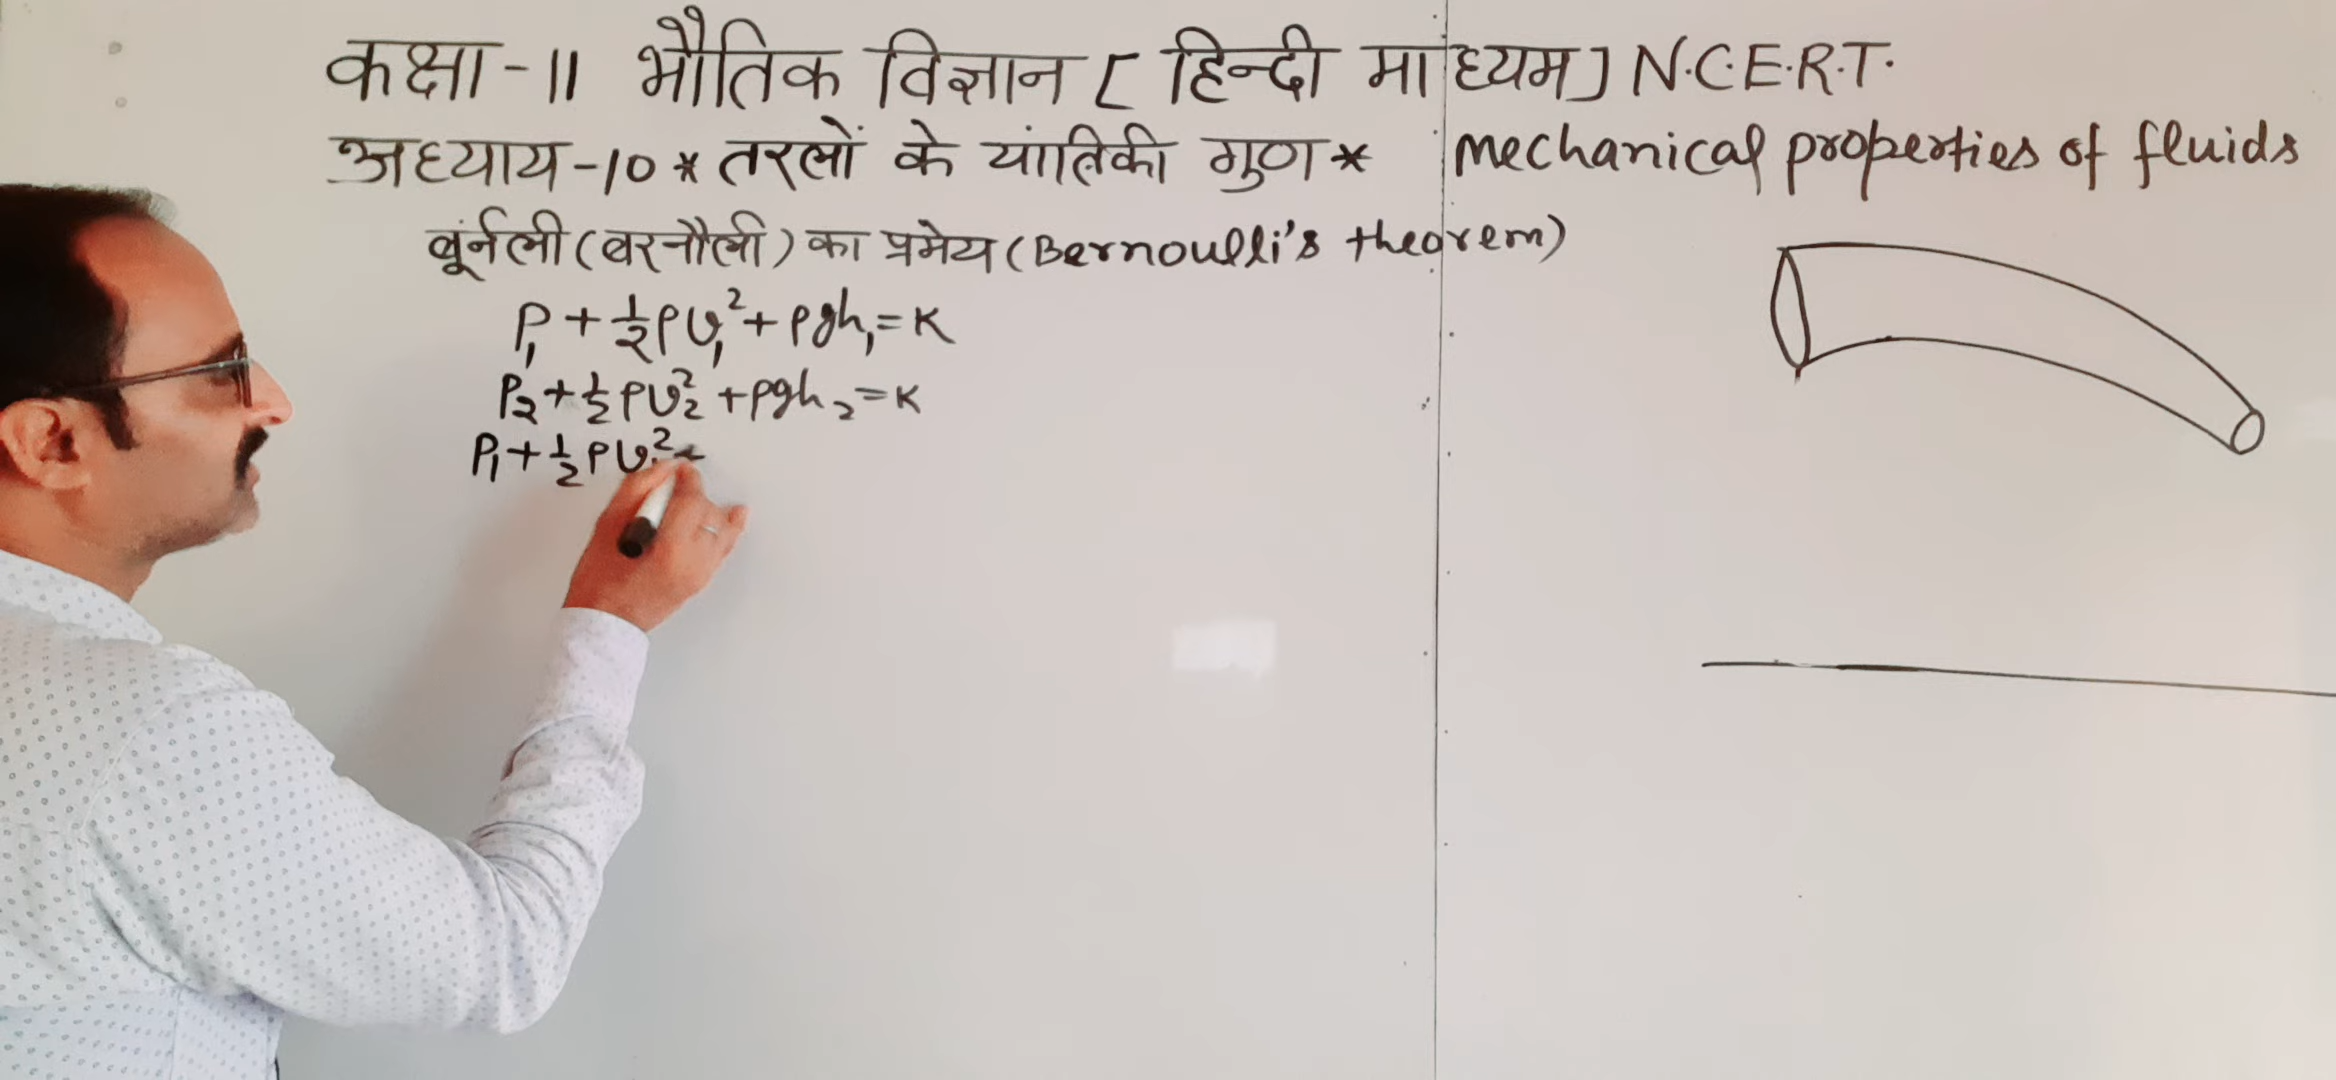 कक्षा-11 भौतिक विज्ञान [ हिन्दी माध्यम] N.C.E.R.T.
अध्याय-10 * तरलों के यांत्रिकी गुण * Mechanical properties of fluids
बूंर्नली (बरनौली) का प्रमेय (Bernoulli's theorem)
P₁ + ½ρv₁² + ρgh₁ = K
P₂ + ½ρv₂² + ρgh₂ = K
P₁ + ½ρv₁² +